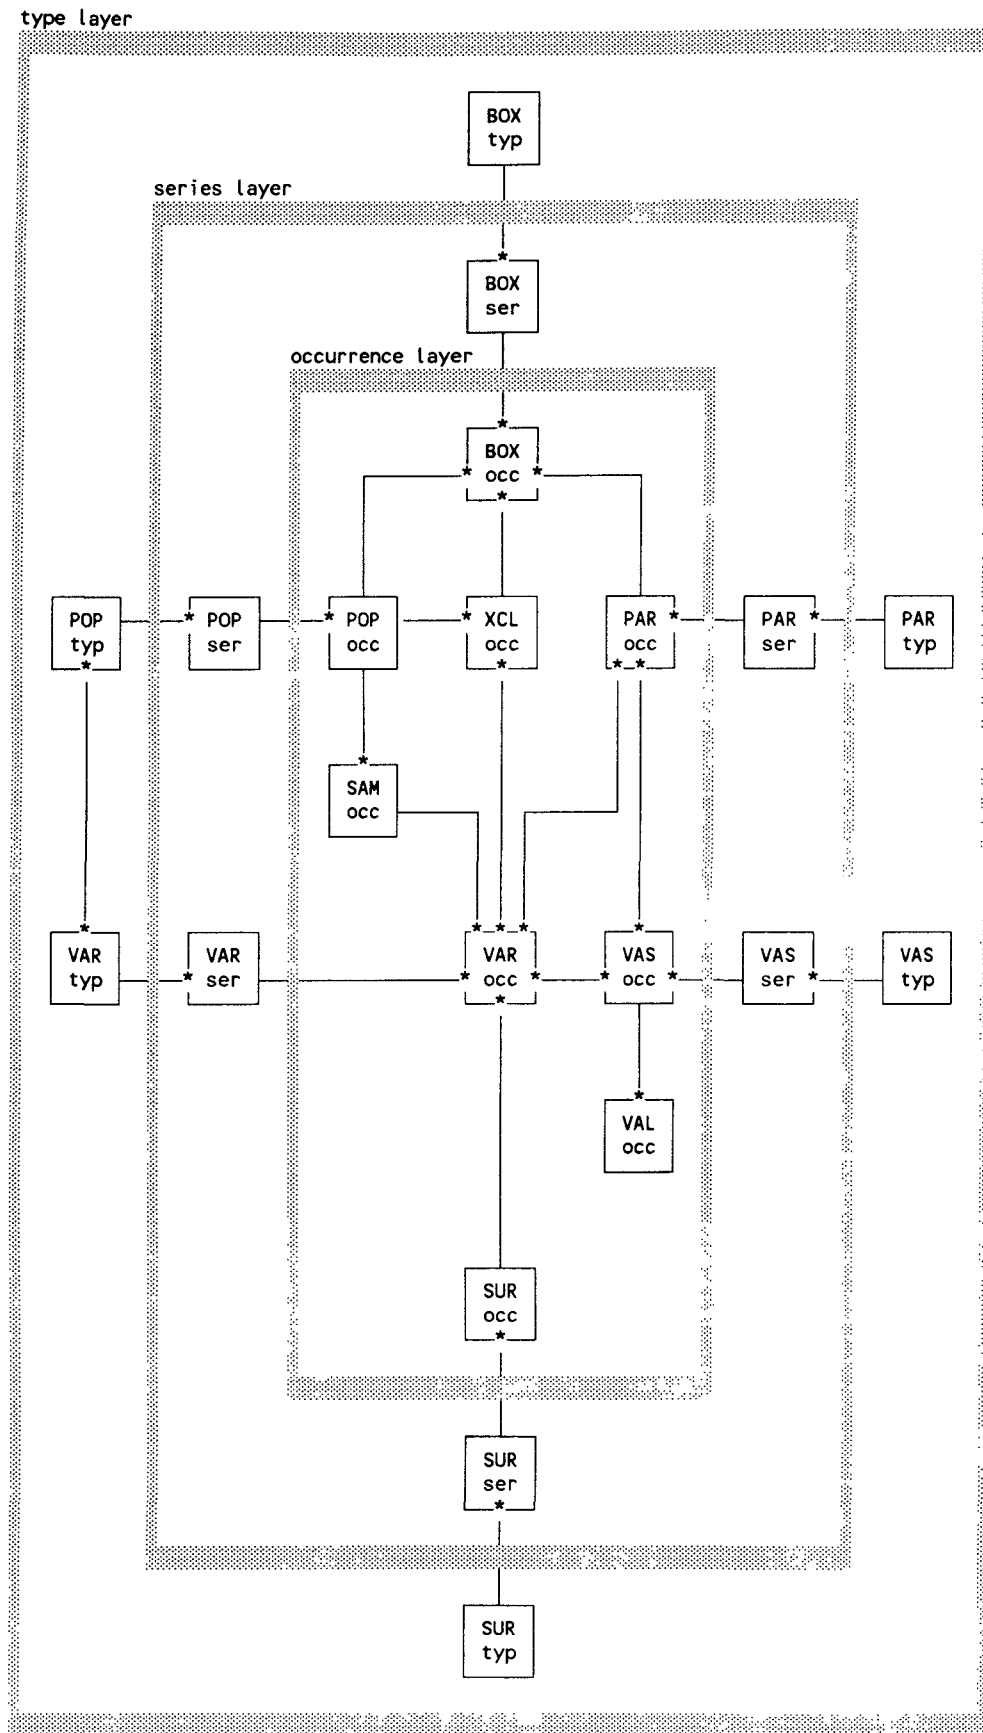 type layer
BOX
typ
series layer
*
BOX
ser
occurrence layer
*
BOX
* occ *
*
POP * POP * POP * XCL PAR * PAR * PAR
typ ser occ occ occ ser typ
* * * *
*
SAM
occ
* * * * *
VAR VAR VAR VAS VAS VAS
typ * ser * occ * * occ * ser * typ
*
*
VAL
occ
SUR
occ
*
SUR
ser
*
SUR
typ